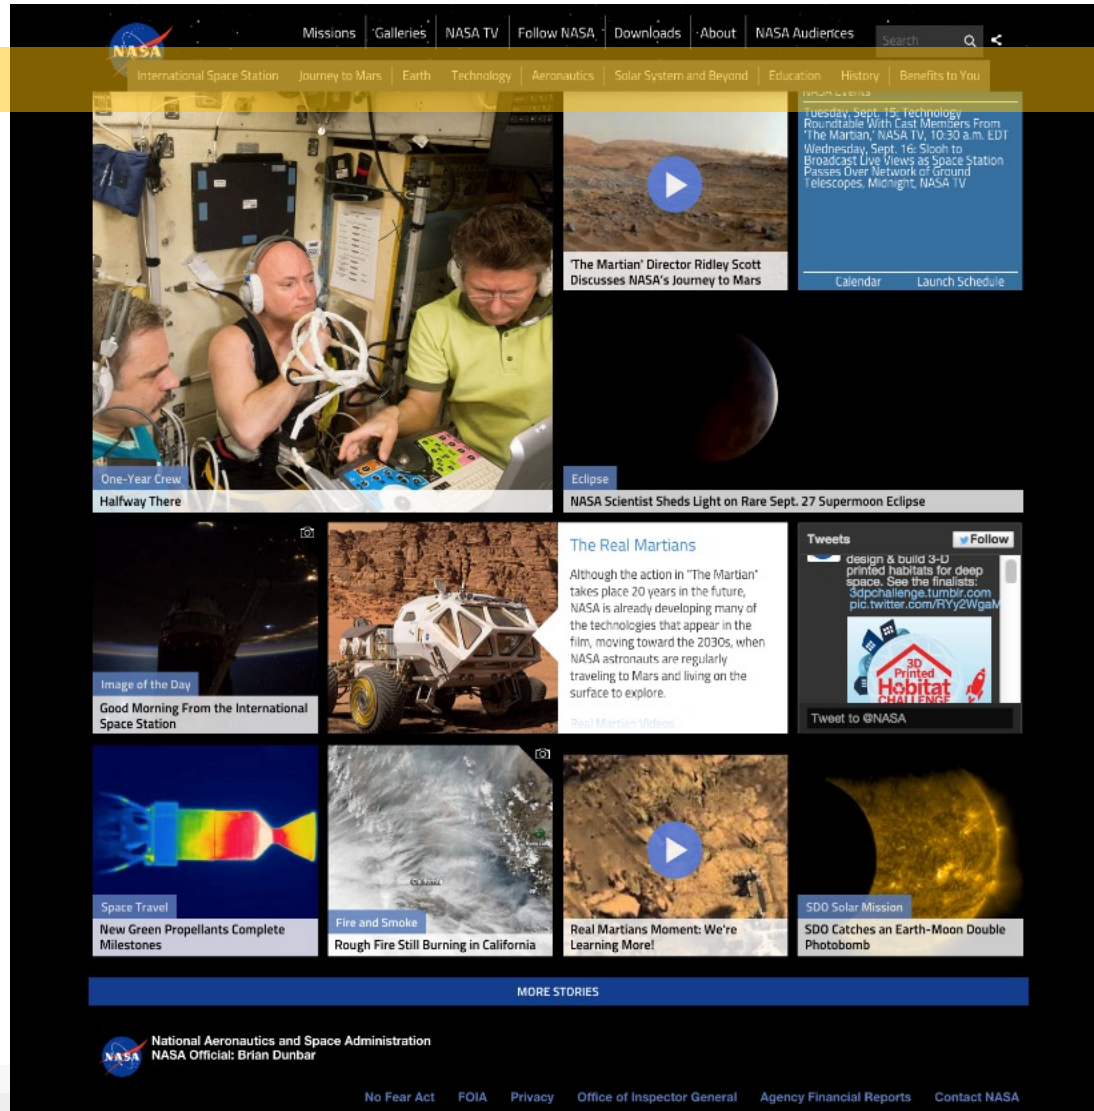 Missions Galleries NASA TV Follow NASA Downloads About NASA Audiences Search
NASA
International Space Station Journey to Mars Earth Technology Aeronautics Solar System and Beyond Education History Benefits to You
NASA Events
Tuesday, Sept. 15: Technology
Roundtable With Cast Members From
'The Martian,' NASA TV, 10:30 a.m. EDT
Wednesday, Sept. 16: Slooh to
Broadcast Live Views as Space Station
Passes Over Network of Ground
Telescopes, Midnight, NASA TV
Calendar Launch Schedule
'The Martian' Director Ridley Scott
Discusses NASA's Journey to Mars
One-Year Crew
Halfway There
Eclipse
NASA Scientist Sheds Light on Rare Sept. 27 Supermoon Eclipse
Image of the Day
Good Morning From the International
Space Station
The Real Martians
Although the action in "The Martian"
takes place 20 years in the future,
NASA is already developing many of
the technologies that appear in the
film, moving toward the 2030s, when
NASA astronauts are regularly
traveling to Mars and living on the
surface to explore.
Real Martian Videos
Tweets Follow
design & build 3-D
printed habitats for deep
space. See the finalists:
3dpchallenge.tumblr.com
pic.twitter.com/RYy2WgaM
3D
Printed
Habitat
CHALLENGE
Tweet to @NASA
Space Travel
New Green Propellants Complete
Milestones
California
Fire and Smoke
Rough Fire Still Burning in California
Real Martians Moment: We're
Learning More!
SDO Solar Mission
SDO Catches an Earth-Moon Double
Photobomb
MORE STORIES
NASA
National Aeronautics and Space Administration
NASA Official: Brian Dunbar
No Fear Act FOIA Privacy Office of Inspector General Agency Financial Reports Contact NASA